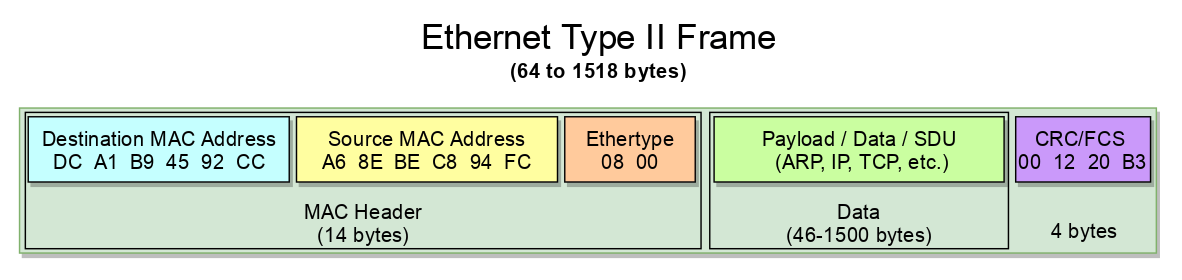 Ethernet Type II Frame
(64 to 1518 bytes)
Destination MAC Address
DC A1 B9 45 92 CC
Source MAC Address
A6 8E BE C8 94 FC
Ethertype
08 00
Payload / Data / SDU
(ARP, IP, TCP, etc.)
CRC/FCS
00 12 20 B3
MAC Header
(14 bytes)
Data
(46-1500 bytes)
4 bytes